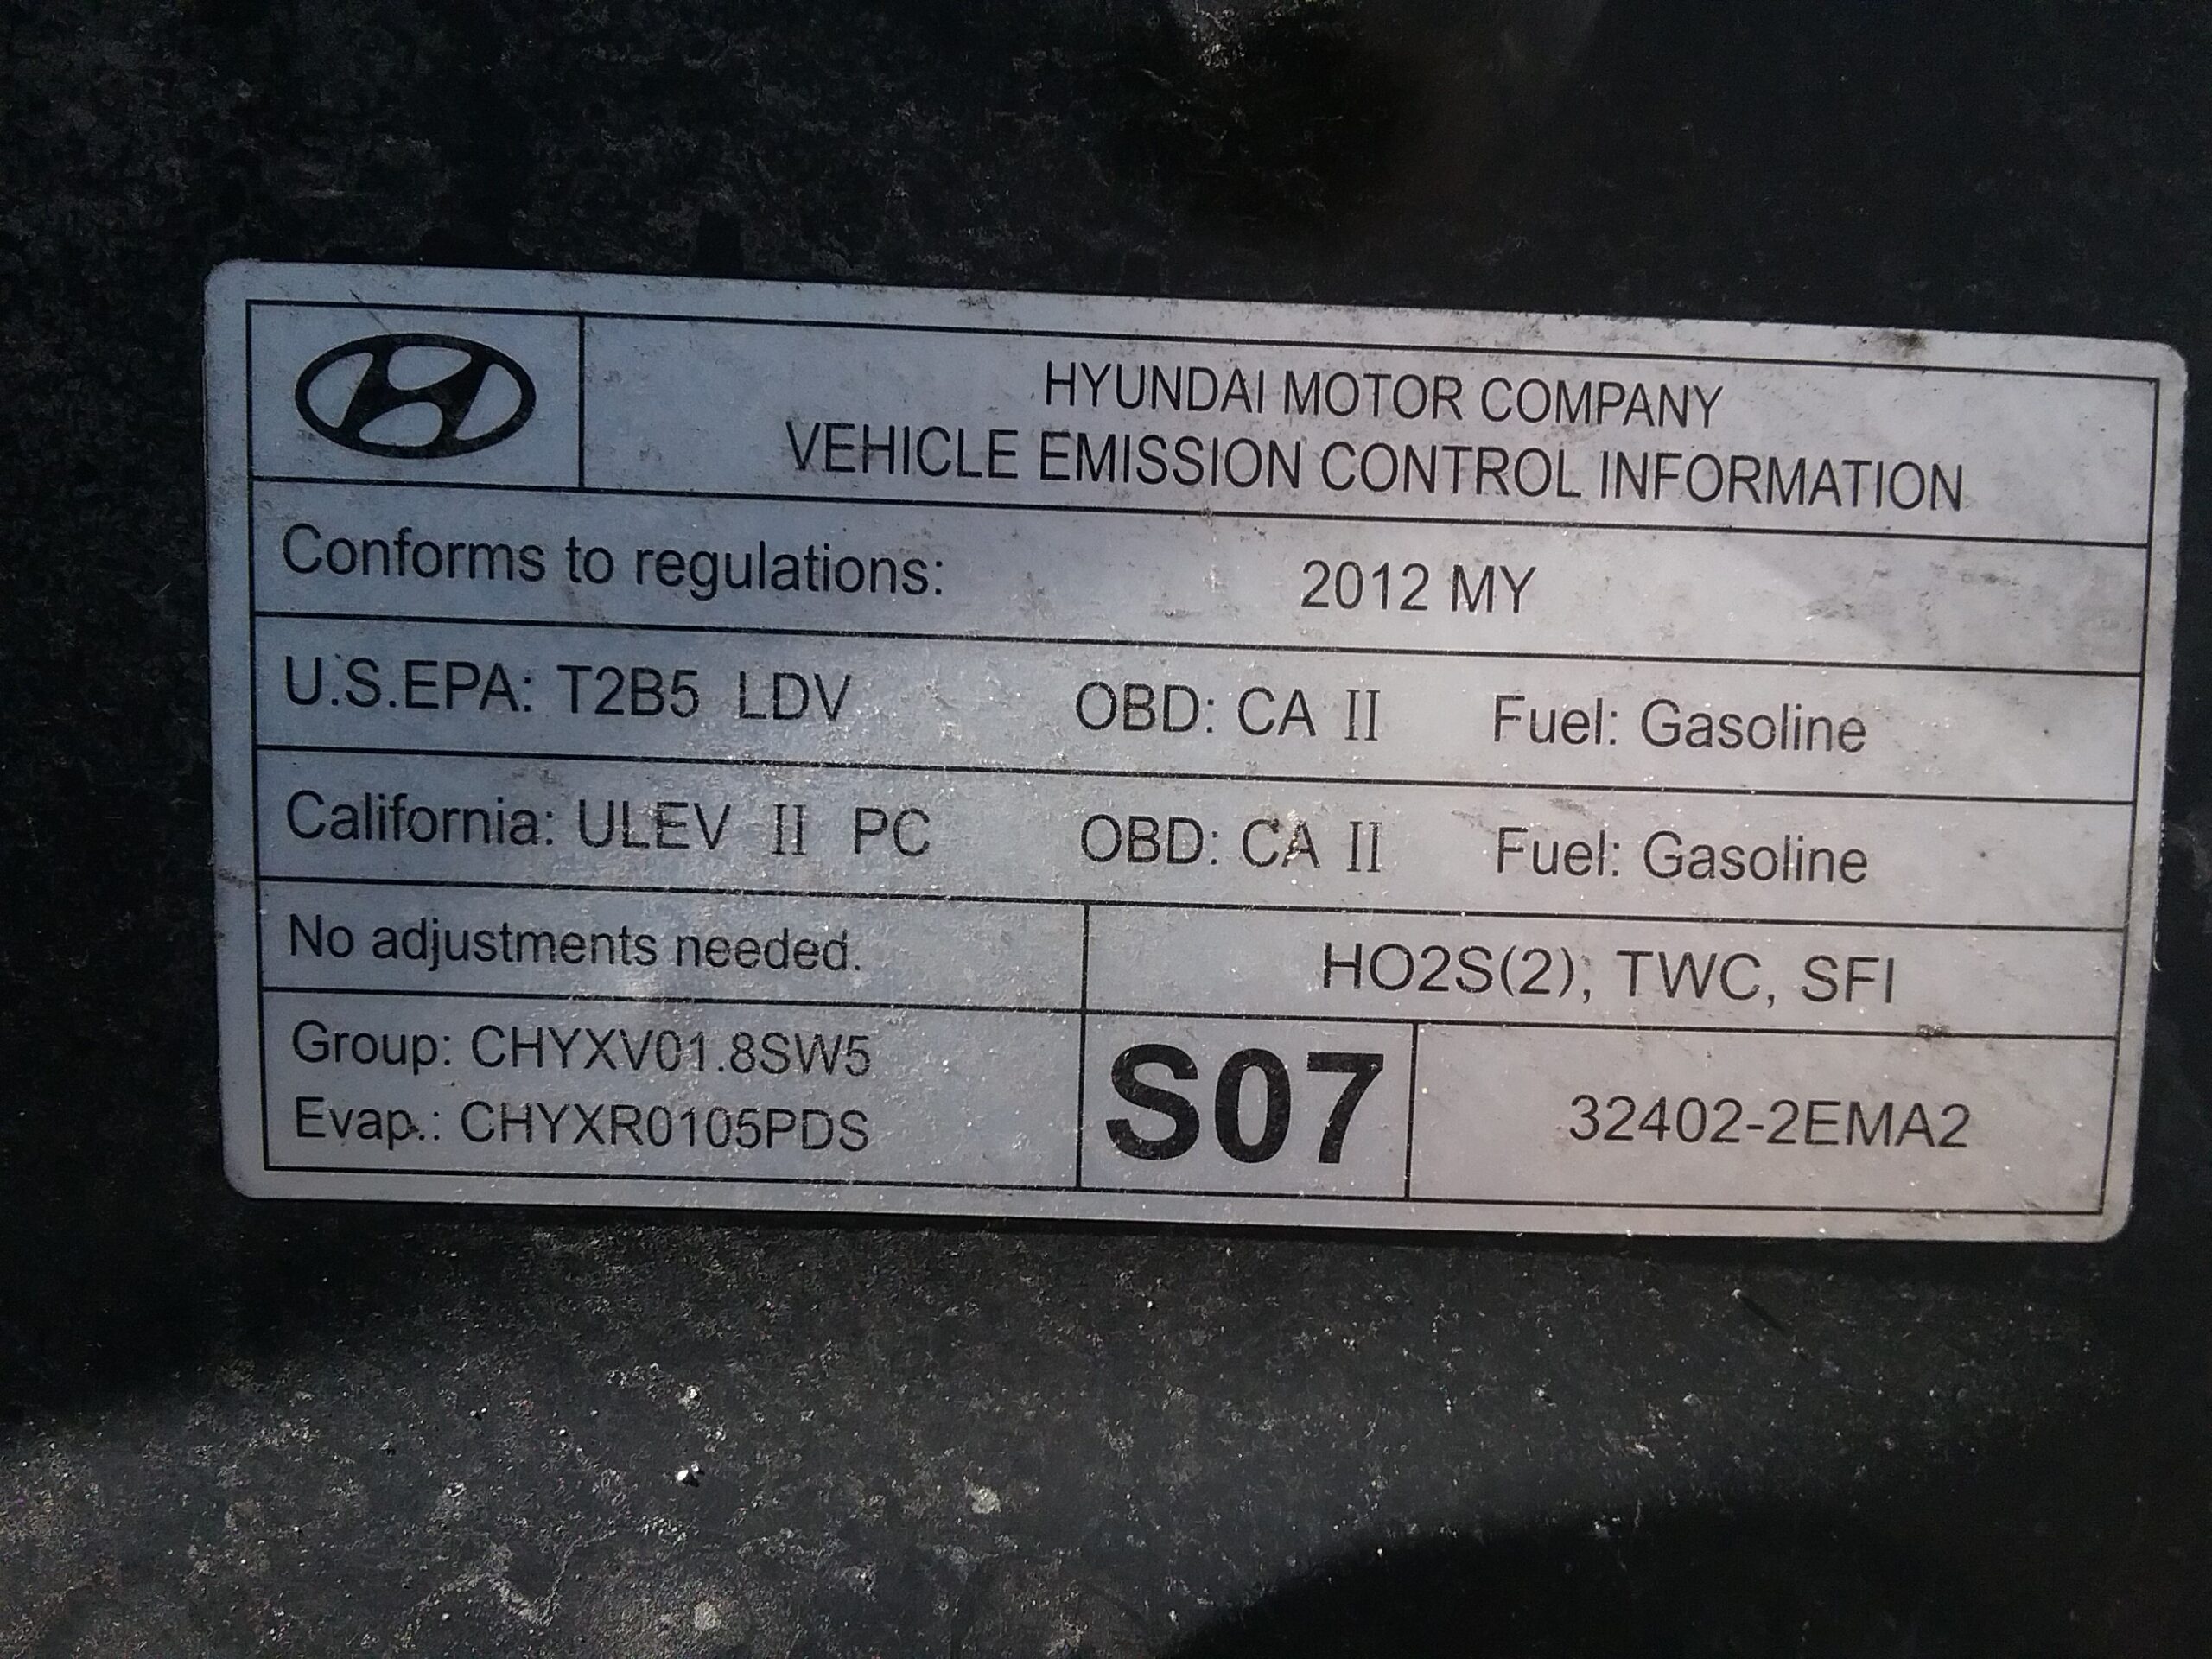 HYUNDAI MOTOR COMPANY
VEHICLE EMISSION CONTROL INFORMATION
Conforms to regulations: 2012 MY
U.S.EPA: T2B5 LDV OBD: CA II Fuel: Gasoline
California: ULEV II PC OBD: CA II Fuel: Gasoline
No adjustments needed. HO2S(2), TWC, SFI
Group: CHYXV01.8SW5
Evap.: CHYXR0105PDS
S07
32402-2EMA2